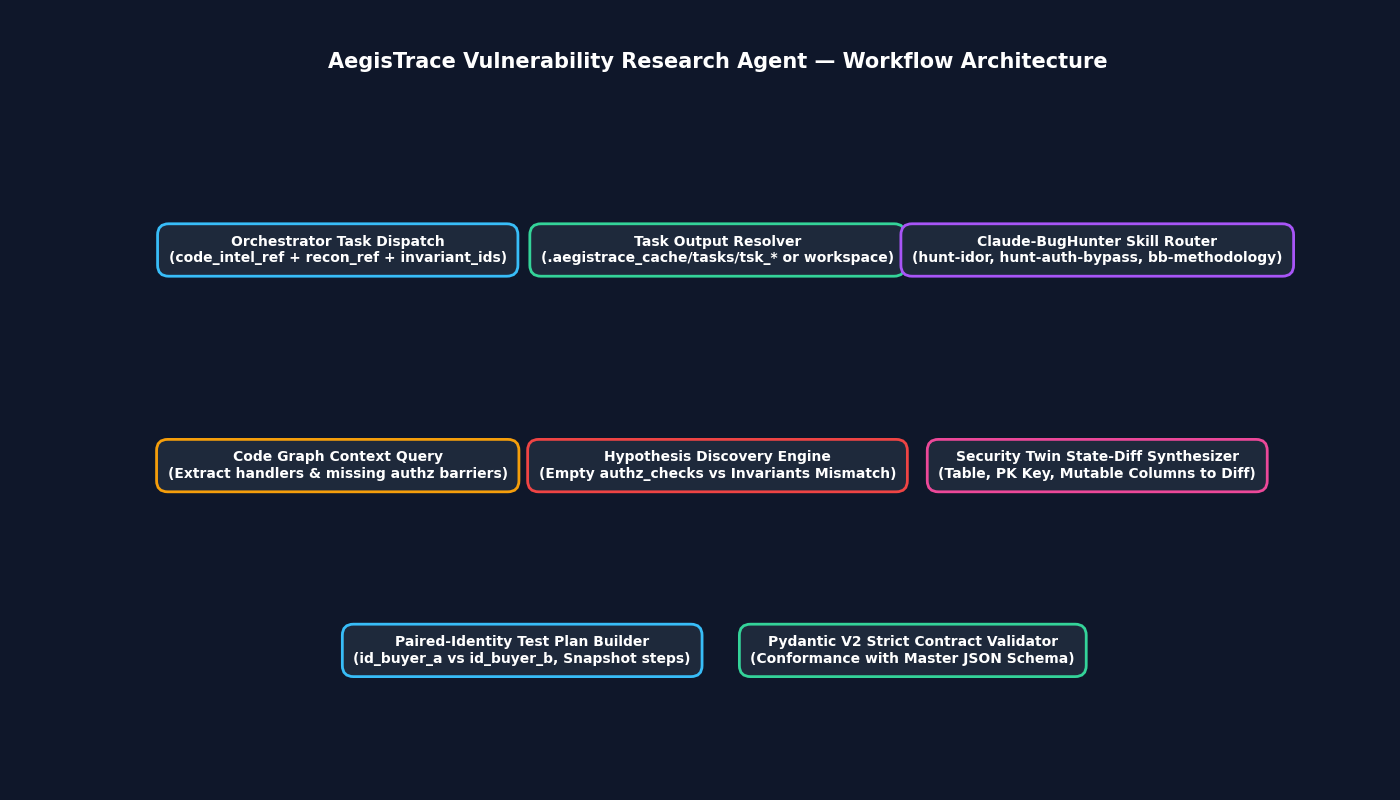 AegisTrace Vulnerability Research Agent — Workflow Architecture
Orchestrator Task Dispatch
(code_intel_ref + recon_ref + invariant_ids)
Task Output Resolver
(.aegistrace_cache/tasks/tsk_* or workspace)
Claude-BugHunter Skill Router
(hunt-idor, hunt-auth-bypass, bb-methodology)
Code Graph Context Query
(Extract handlers & missing authz barriers)
Hypothesis Discovery Engine
(Empty authz_checks vs Invariants Mismatch)
Security Twin State-Diff Synthesizer
(Table, PK Key, Mutable Columns to Diff)
Paired-Identity Test Plan Builder
(id_buyer_a vs id_buyer_b, Snapshot steps)
Pydantic V2 Strict Contract Validator
(Conformance with Master JSON Schema)